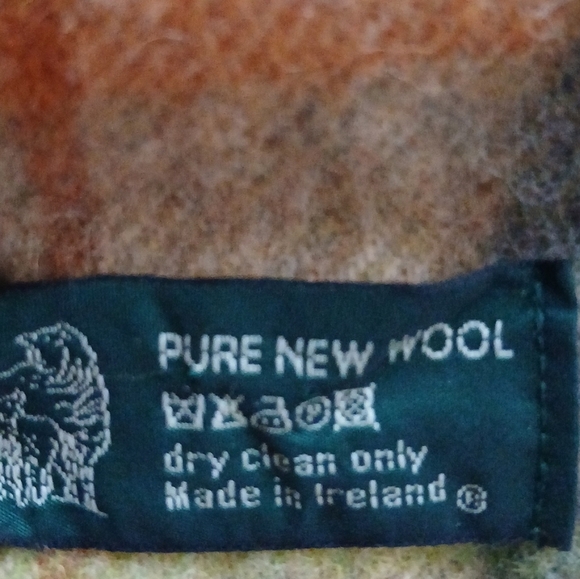 PURE NEW WOOL
P
dry clean only
Made in Ireland ®